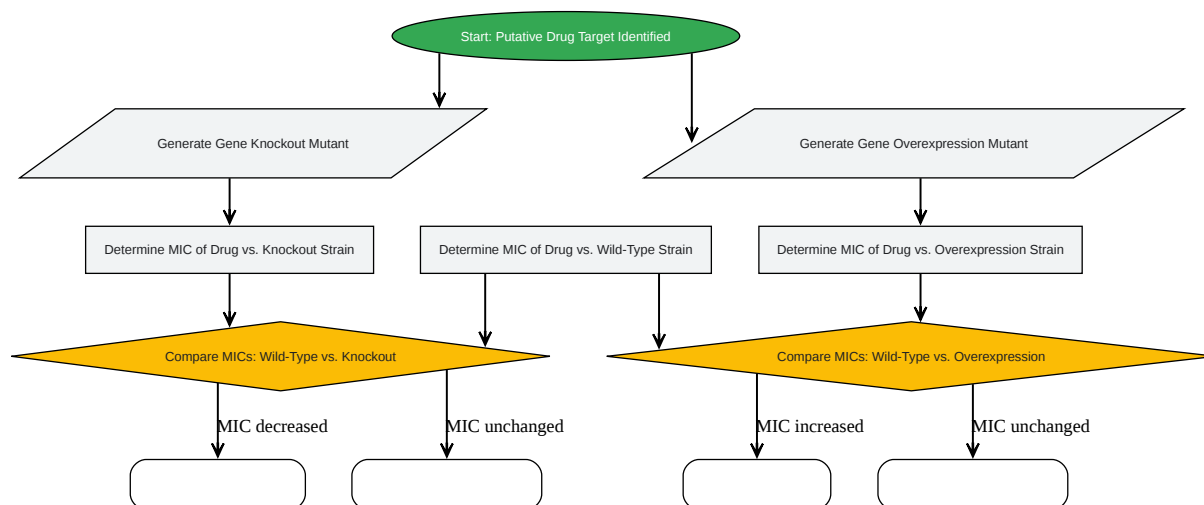 Start: Putative Drug Target Identified
Generate Gene Knockout Mutant
Generate Gene Overexpression Mutant
Determine MIC of Drug vs. Knockout Strain
Determine MIC of Drug vs. Wild-Type Strain
Determine MIC of Drug vs. Overexpression Strain
Compare MICs: Wild-Type vs. Knockout
Compare MICs: Wild-Type vs. Overexpression
MIC decreased
MIC unchanged
MIC increased
MIC unchanged